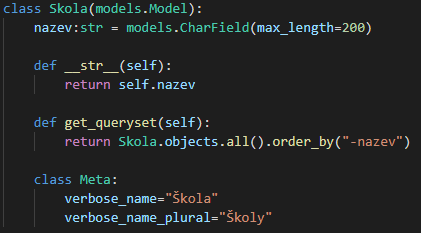 class Skola(models.Model):
    nazev:str = models.CharField(max_length=200)

    def __str__(self):
        return self.nazev

    def get_queryset(self):
        return Skola.objects.all().order_by("-nazev")

    class Meta:
        verbose_name="Škola"
        verbose_name_plural="Školy"